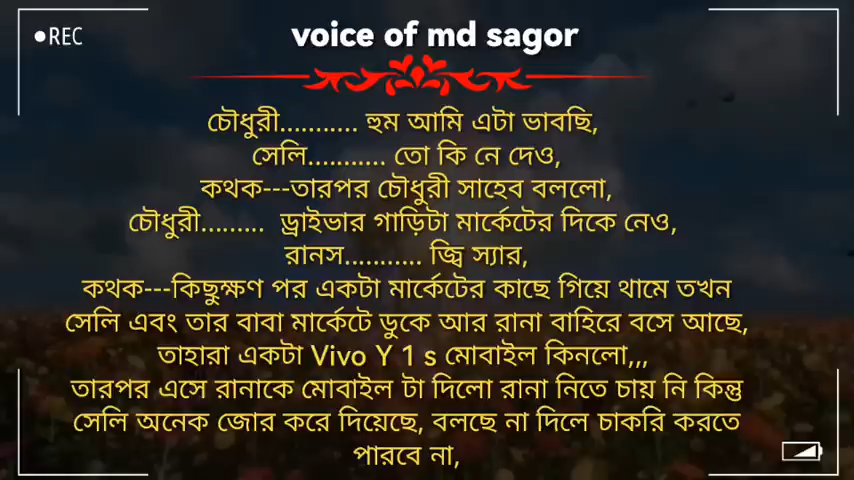 ●REC
voice of md sagor
চৌধুরী........... হুম আমি এটা ভাবছি,
সেলি........... তো কি নে দেও,
কথক---তারপর চৌধুরী সাহেব বললো,
চৌধুরী......... ড্রাইভার গাড়িটা মার্কেটের দিকে নেও,
রানস........... জ্বি স্যার,
কথক---কিছুক্ষণ পর একটা মার্কেটের কাছে গিয়ে থামে তখন
সেলি এবং তার বাবা মার্কেটে ডুকে আর রানা বাহিরে বসে আছে,
তাহারা একটা Vivo Y 1 s মোবাইল কিনলো,,,
তারপর এসে রানাকে মোবাইল টা দিলো রানা নিতে চায় নি কিন্তু
সেলি অনেক জোর করে দিয়েছে, বলছে না দিলে চাকরি করতে
পারবে না,